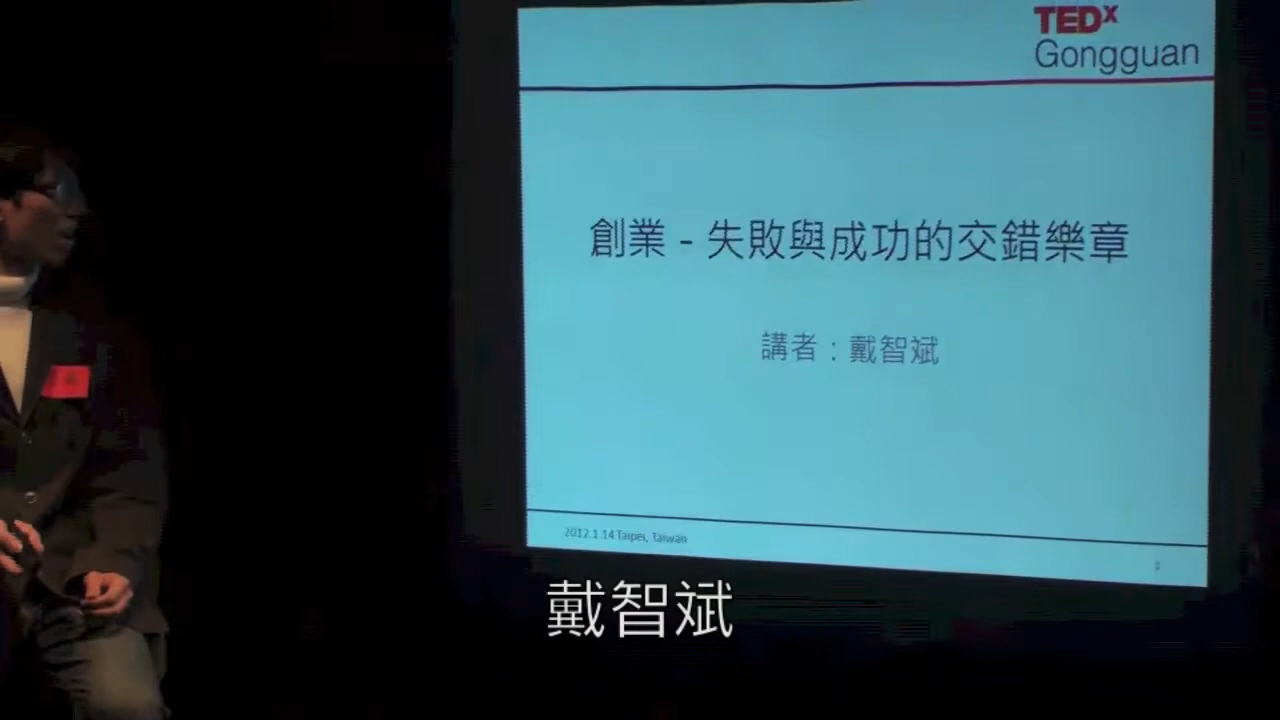 TEDx
Gongguan
創業 - 失敗與成功的交錯樂章
講者：戴智斌
2012.1.14 Taipei, Taiwan
戴智斌